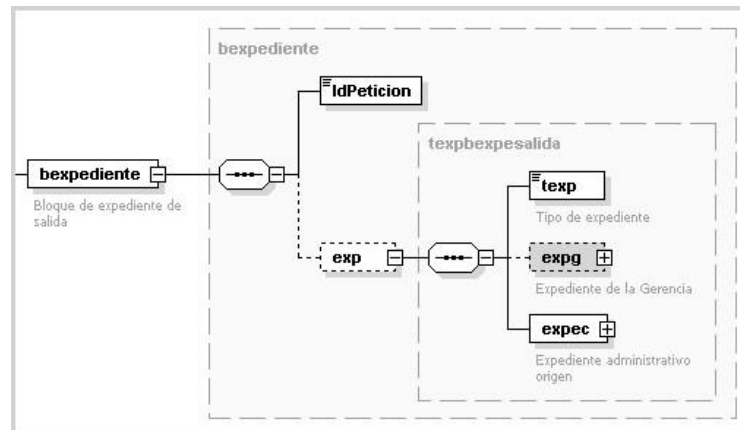 bexpediente
IdPeticion
texpbexpesalida
bexpediente
Bloque de expediente de
salida
texp
Tipo de expediente
exp
expg
Expediente de la Gerencia
expec
Expediente administrativo
origen